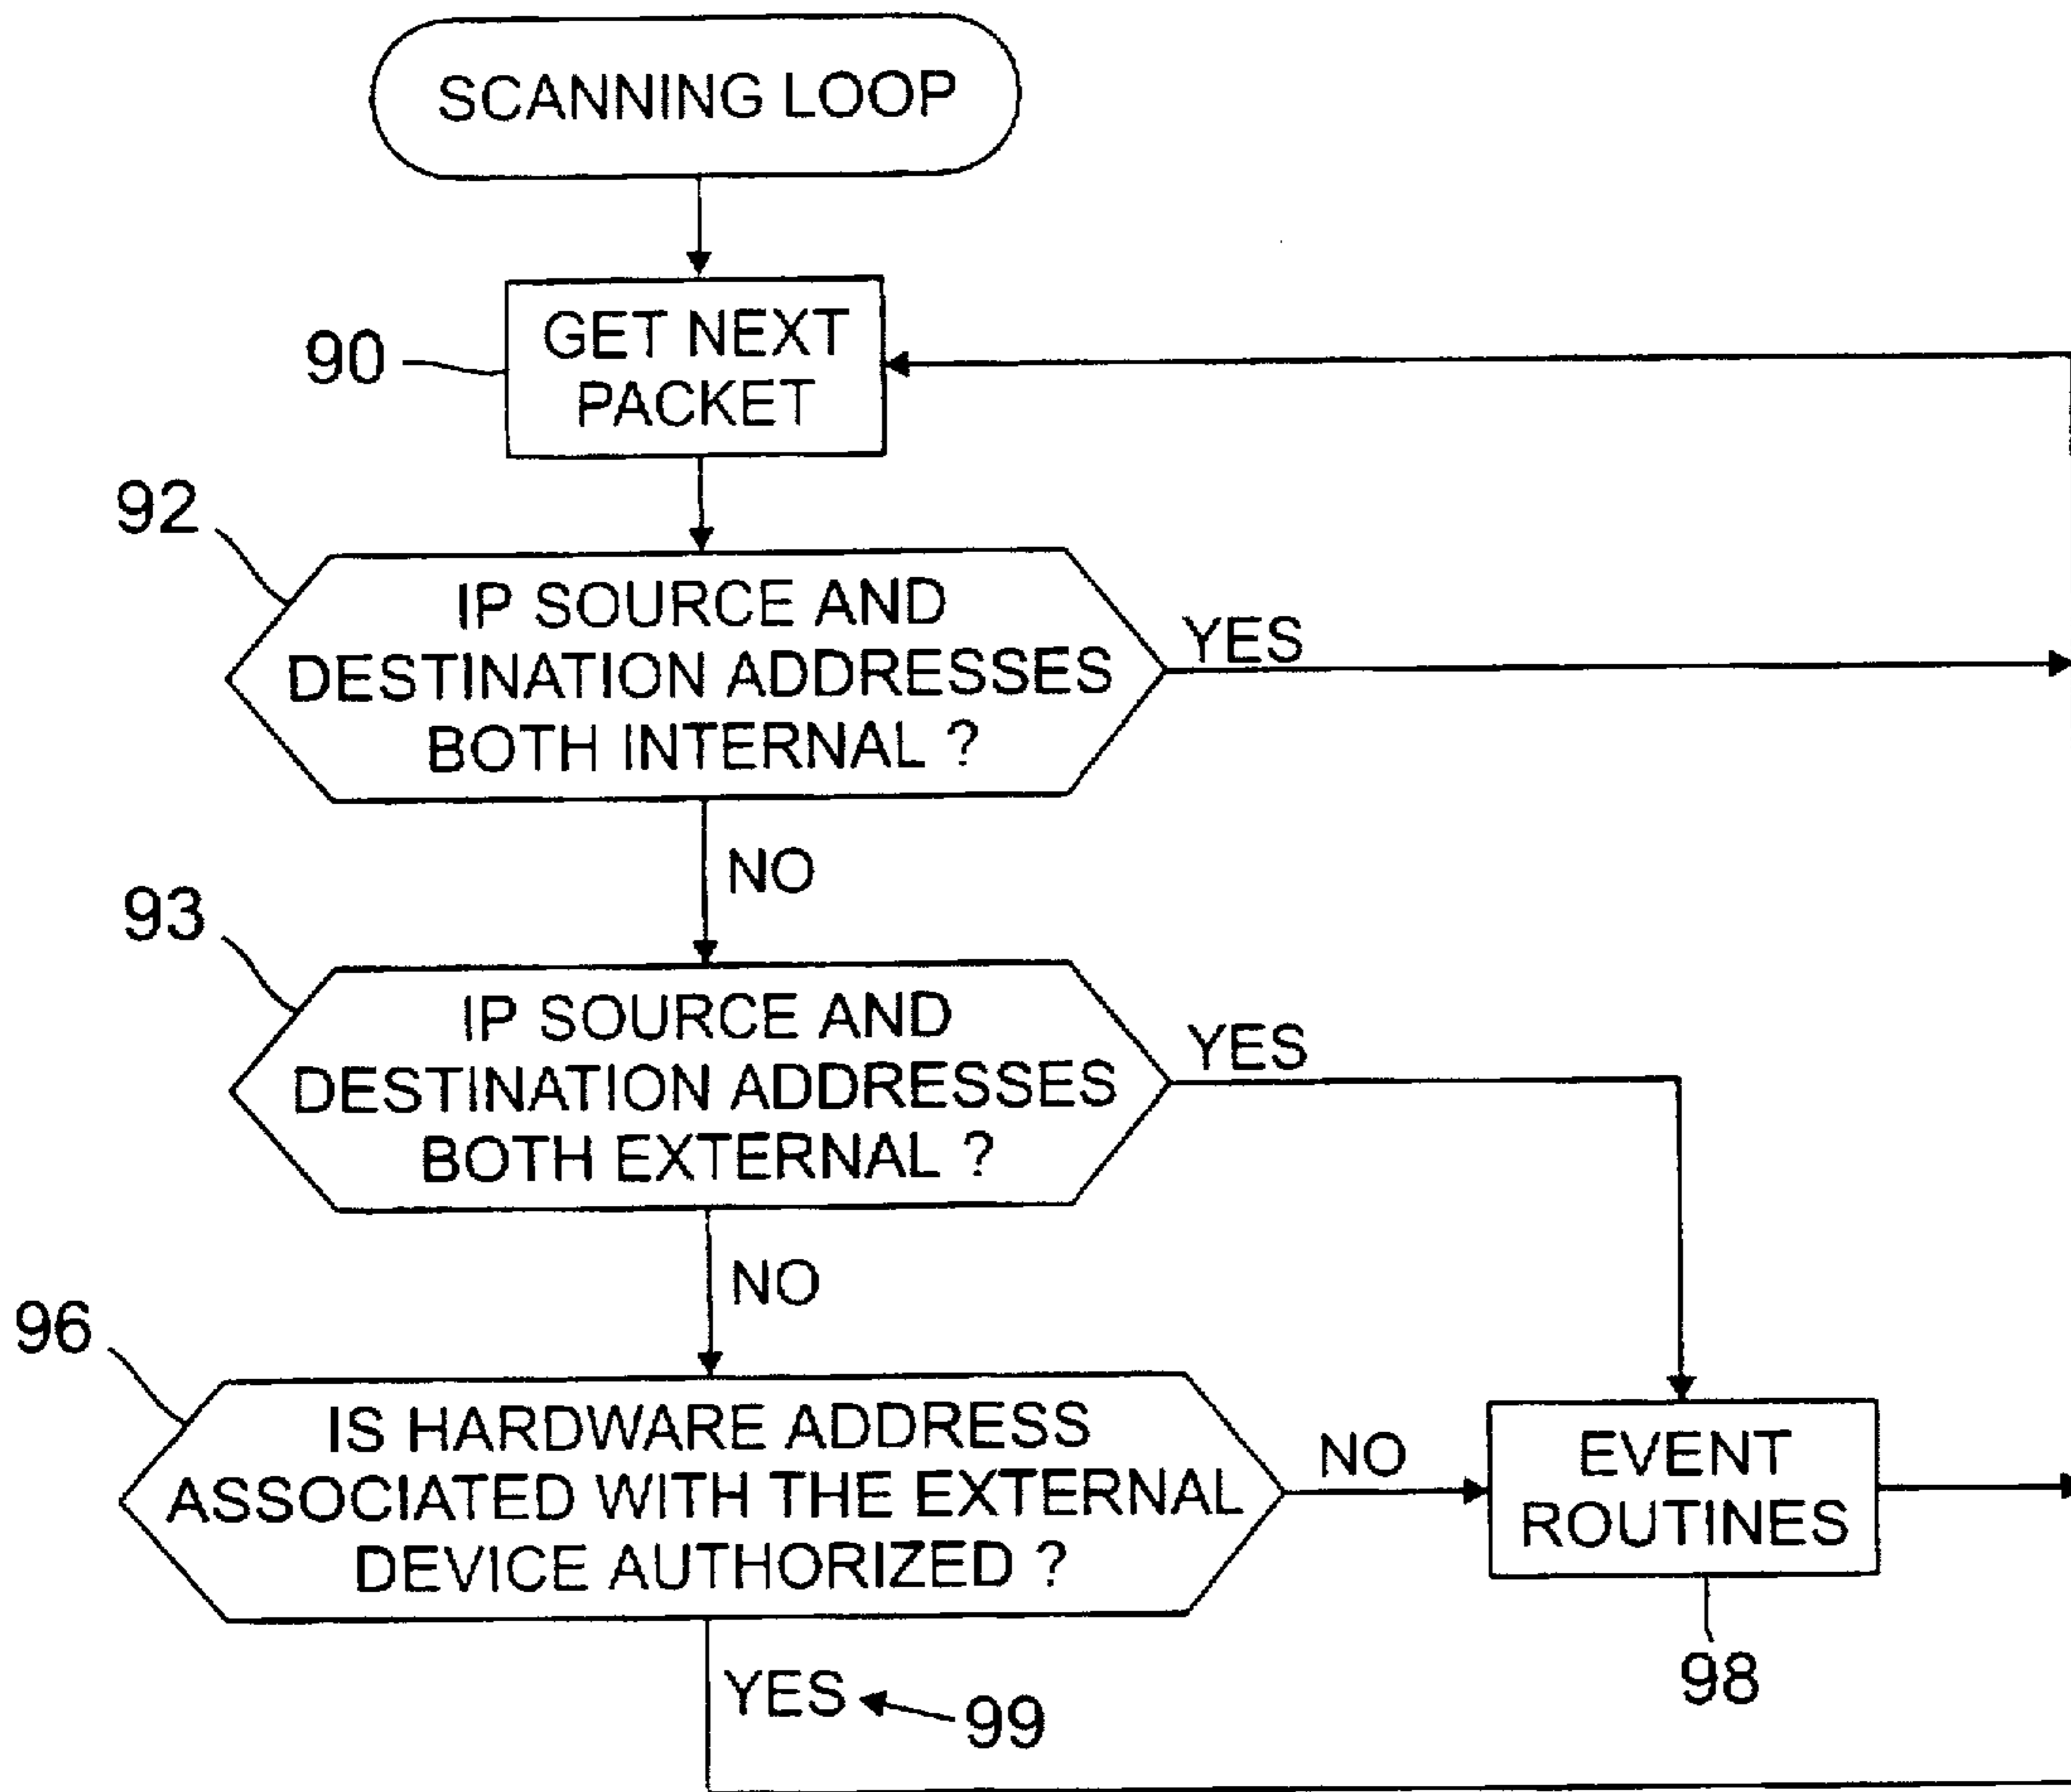 SCANNING LOOP
90
GET NEXT
PACKET
92
IP SOURCE AND
DESTINATION ADDRESSES
BOTH INTERNAL ?
YES
NO
93
IP SOURCE AND
DESTINATION ADDRESSES
BOTH EXTERNAL ?
YES
NO
96
IS HARDWARE ADDRESS
ASSOCIATED WITH THE EXTERNAL
DEVICE AUTHORIZED ?
NO
EVENT
ROUTINES
98
YES
99